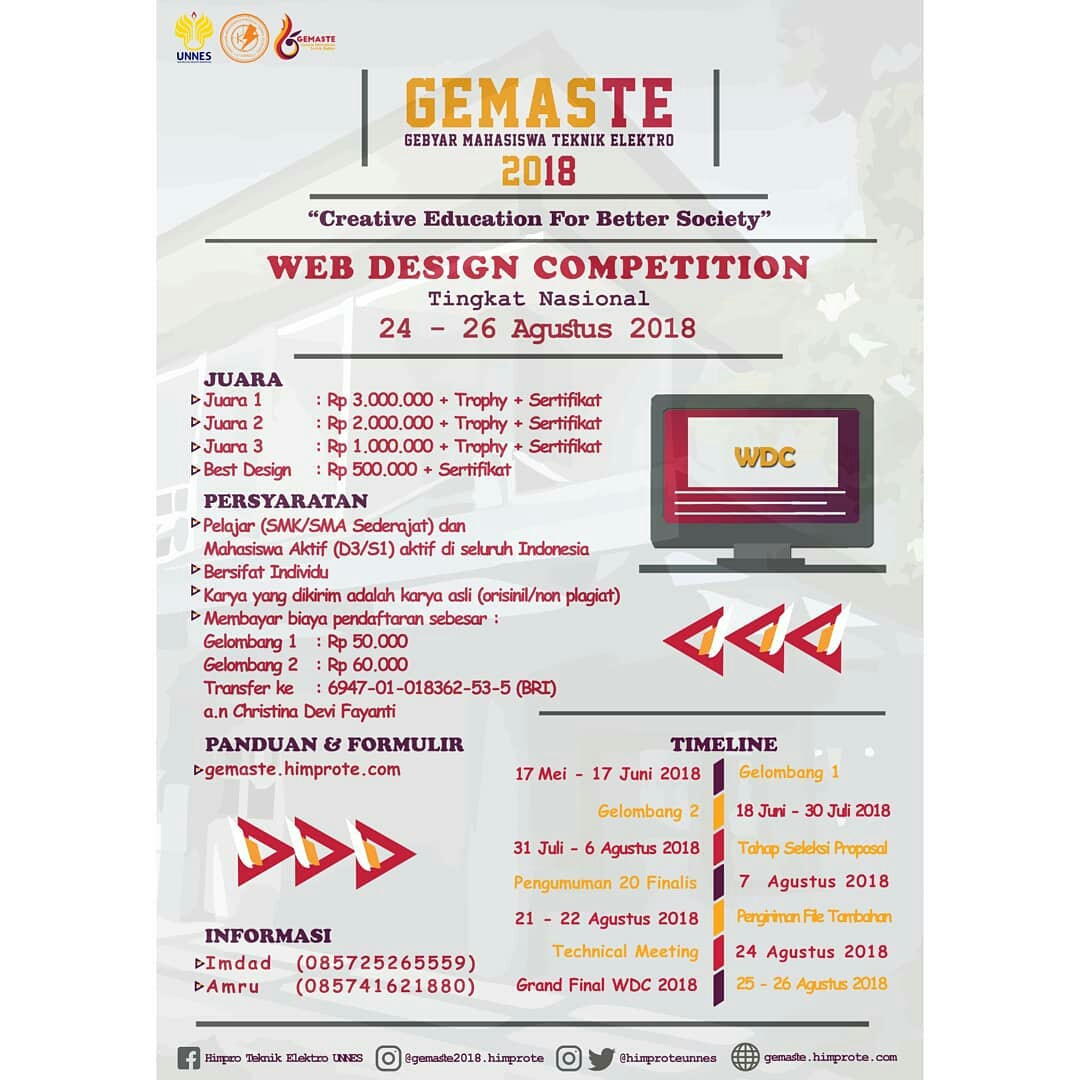 UNNES
GEMASTE
GEMASTE
GEBYAR MAHASISWA TEKNIK ELEKTRO
2018
“Creative Education For Better Society”
WEB DESIGN COMPETITION
Tingkat Nasional
24 - 26 Agustus 2018
JUARA
Juara 1 : Rp 3.000.000 + Trophy + Sertifikat
Juara 2 : Rp 2.000.000 + Trophy + Sertifikat
Juara 3 : Rp 1.000.000 + Trophy + Sertifikat
Best Design : Rp 500.000 + Sertifikat
WDC
PERSYARATAN
Pelajar (SMK/SMA Sederajat) dan
Mahasiswa Aktif (D3/S1) aktif di seluruh Indonesia
Bersifat Individu
Karya yang dikirim adalah karya asli (orisinil/non plagiat)
Membayar biaya pendaftaran sebesar :
Gelombang 1 : Rp 50.000
Gelombang 2 : Rp 60.000
Transfer ke : 6947-01-018362-53-5 (BRI)
a.n Christina Devi Fayanti
PANDUAN & FORMULIR
gemaste.himprote.com
TIMELINE
17 Mei - 17 Juni 2018 Gelombang 1
Gelombang 2 18 Juni - 30 Juli 2018
31 Juli - 6 Agustus 2018 Tahap Seleksi Proposal
Pengumuman 20 Finalis 7 Agustus 2018
21 - 22 Agustus 2018 Pengiriman File Tambahan
Technical Meeting 24 Agustus 2018
Grand Final WDC 2018 25 - 26 Agustus 2018
INFORMASI
Imdad (085725265559)
Amru (085741621880)
Himpro Teknik Elektro UNNES @gemaste2018.himprote @himproteunnes gemaste.himprote.com